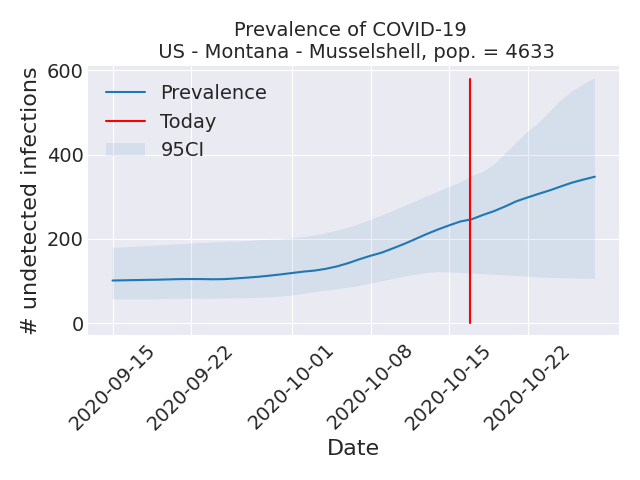 Prevalence of COVID-19
US - Montana - Musselshell, pop. = 4633
# undetected infections
600
400
200
0
Prevalence
Today
95CI
2020-09-15
2020-09-22
2020-10-01
2020-10-08
2020-10-15
2020-10-22
Date